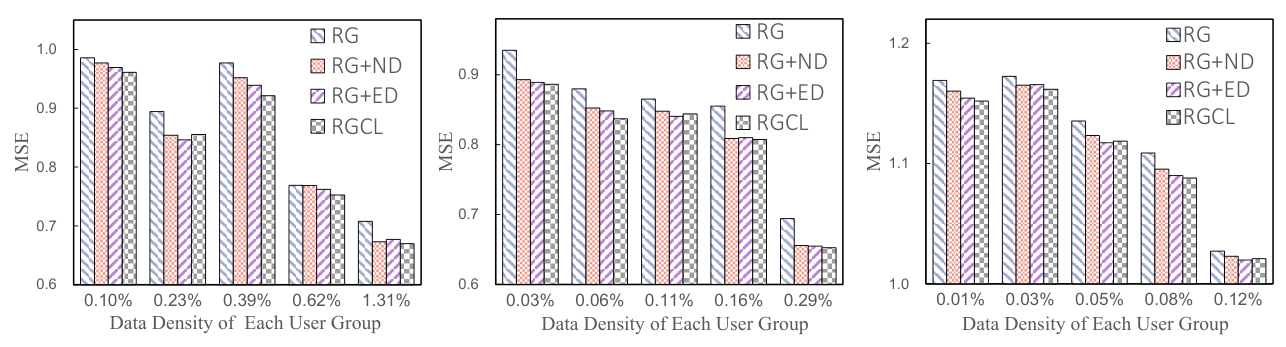 RG
RG+ND
RG+ED
RGCL
1.0
0.9
0.8
0.7
0.6
MSE
0.10% 0.23% 0.39% 0.62% 1.31%
Data Density of Each User Group
RG
RG+ND
RG+ED
RGCL
0.9
0.8
0.7
0.6
MSE
0.03% 0.06% 0.11% 0.16% 0.29%
Data Density of Each User Group
RG
RG+ND
RG+ED
RGCL
1.2
1.1
1.0
MSE
0.01% 0.03% 0.05% 0.08% 0.12%
Data Density of Each User Group